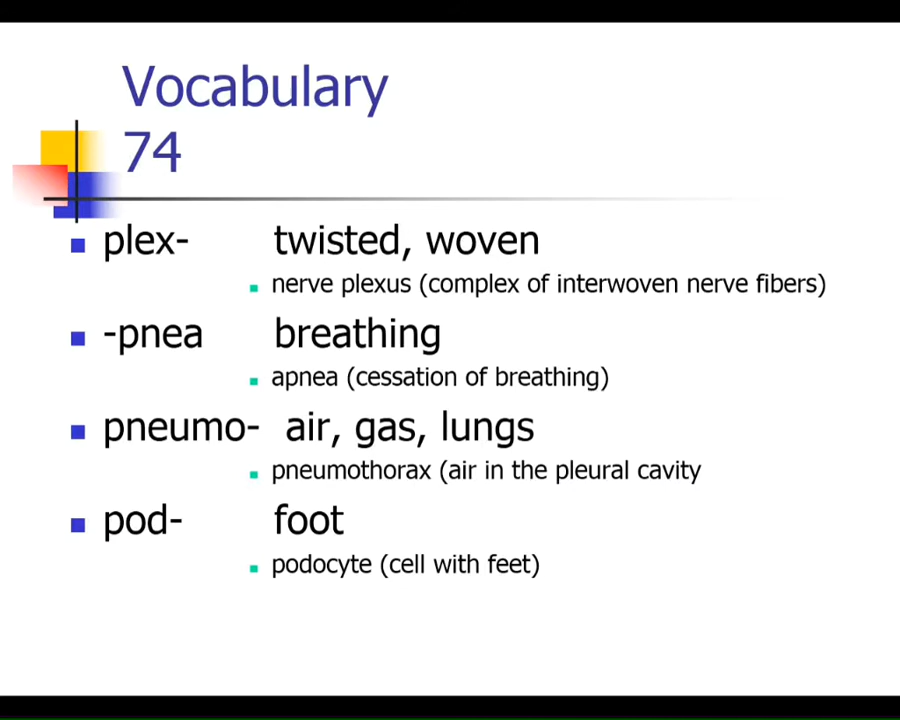 Vocabulary
74
plex- twisted, woven
nerve plexus (complex of interwoven nerve fibers)
-pnea breathing
apnea (cessation of breathing)
pneumo- air, gas, lungs
pneumothorax (air in the pleural cavity
pod- foot
podocyte (cell with feet)